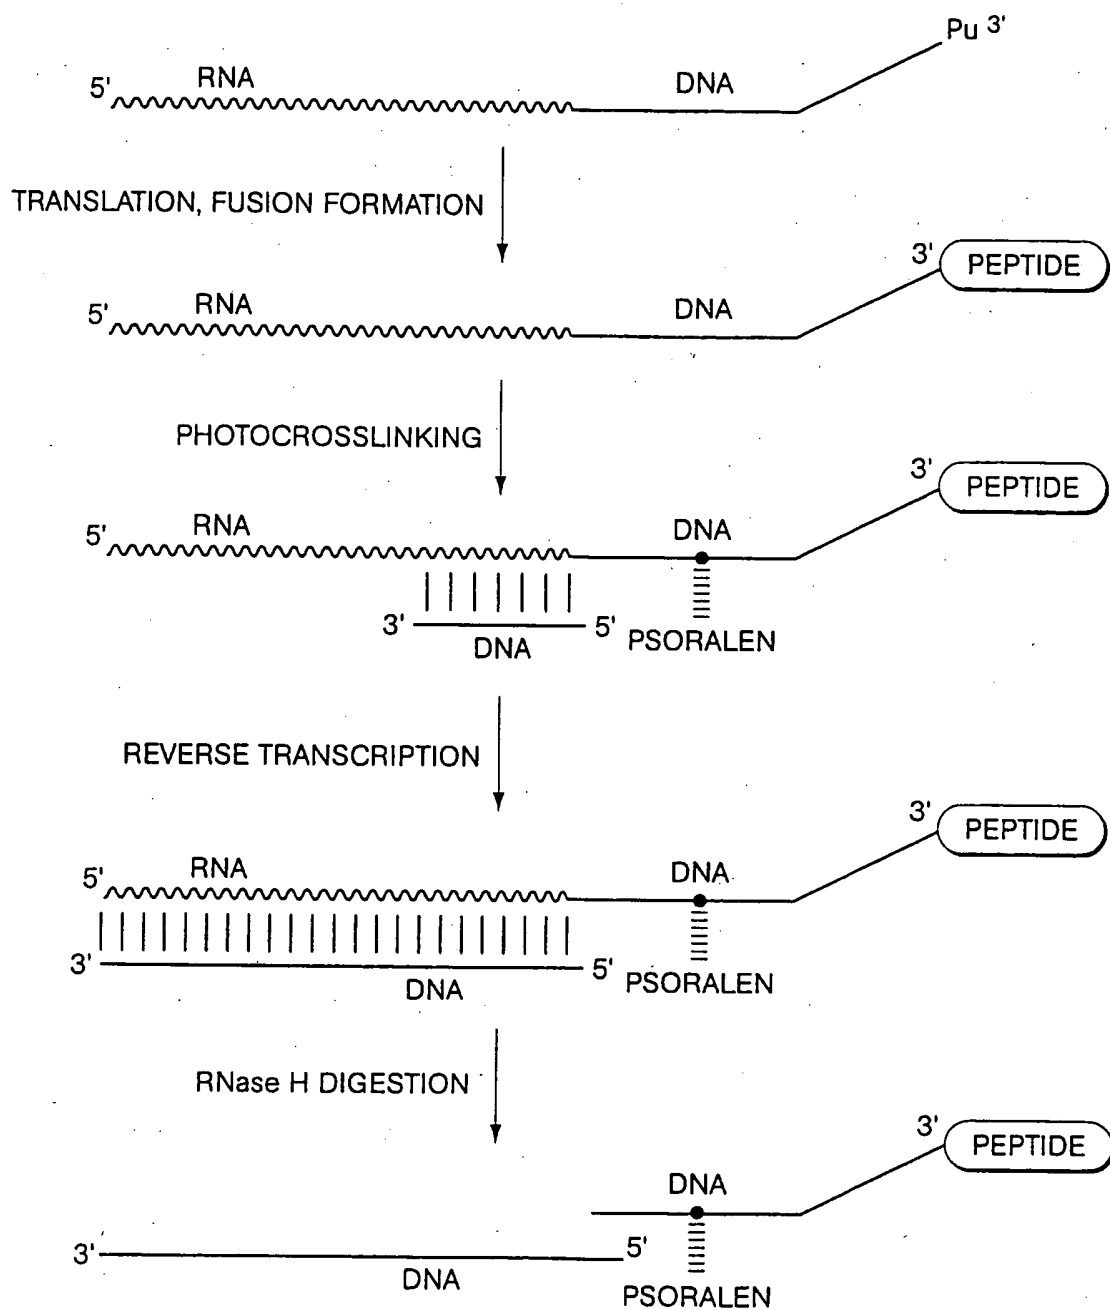 Pu 3'
5' RNA DNA
TRANSLATION, FUSION FORMATION
3' PEPTIDE
5' RNA DNA
PHOTOCROSSLINKING
3' PEPTIDE
5' RNA DNA
3' DNA 5' PSORALEN
REVERSE TRANSCRIPTION
3' PEPTIDE
5' RNA DNA
3' DNA 5' PSORALEN
RNase H DIGESTION
3' PEPTIDE
DNA
3' DNA 5' PSORALEN